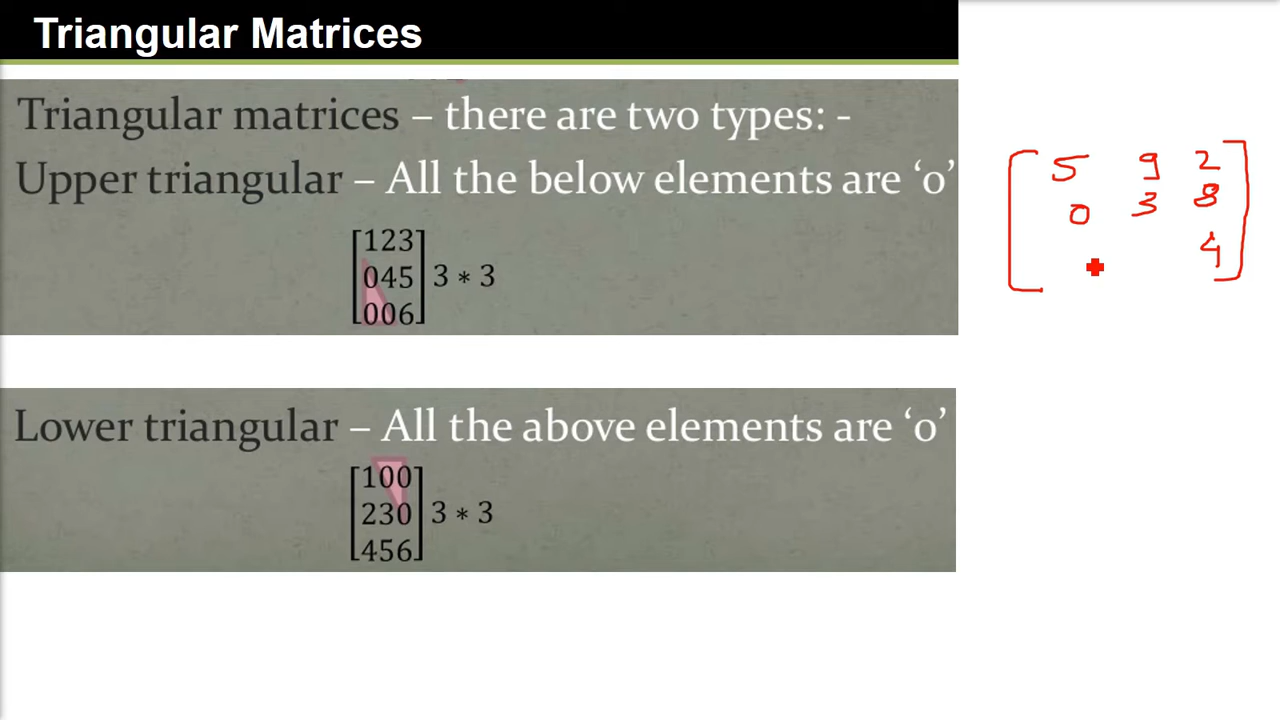 Triangular Matrices
Triangular matrices – there are two types: -
Upper triangular – All the below elements are ‘o’
[123
045
006] 3 ∗ 3
5 9 2
0 3 8
4
Lower triangular – All the above elements are ‘o’
[100
230
456] 3 ∗ 3